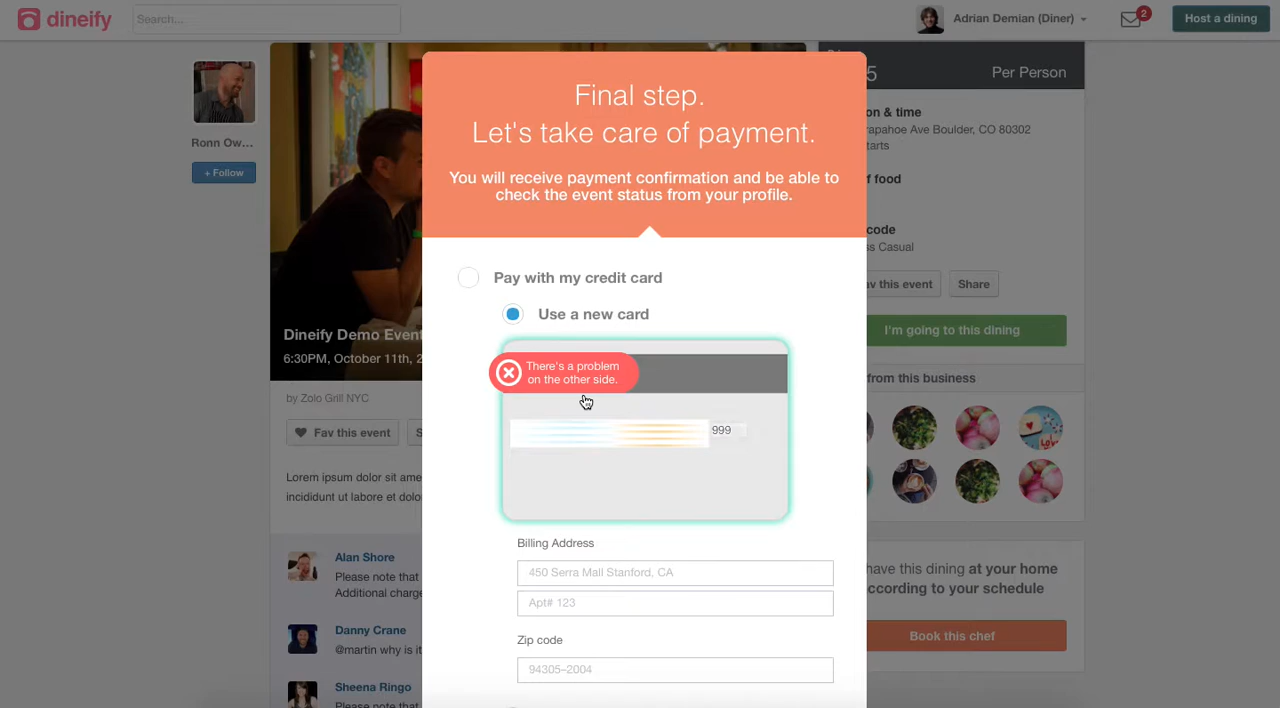 dineify
Search...
Adrian Demian (Diner)
2
Host a dining
Ronn Ow...
+ Follow
Dineify Demo Even
6:30PM, October 11th, 2
by Zolo Grill NYC
Fav this event
S
Lorem ipsum dolor sit ame
incididunt ut labore et dolo
Alan Shore
Please note that
Additional charge
Danny Crane
@martin why is it
Sheena Ringo
Please note that
Final step.
Let's take care of payment.
You will receive payment confirmation and be able to
check the event status from your profile.
Pay with my credit card
Use a new card
There's a problem
on the other side.
999
Billing Address
450 Serra Mall Stanford, CA
Apt# 123
Zip code
94305–2004
5
Per Person
on & time
rapahoe Ave Boulder, CO 80302
tarts
f food
code
ss Casual
av this event
Share
I'm going to this dining
from this business
have this dining at your home
ccording to your schedule
Book this chef